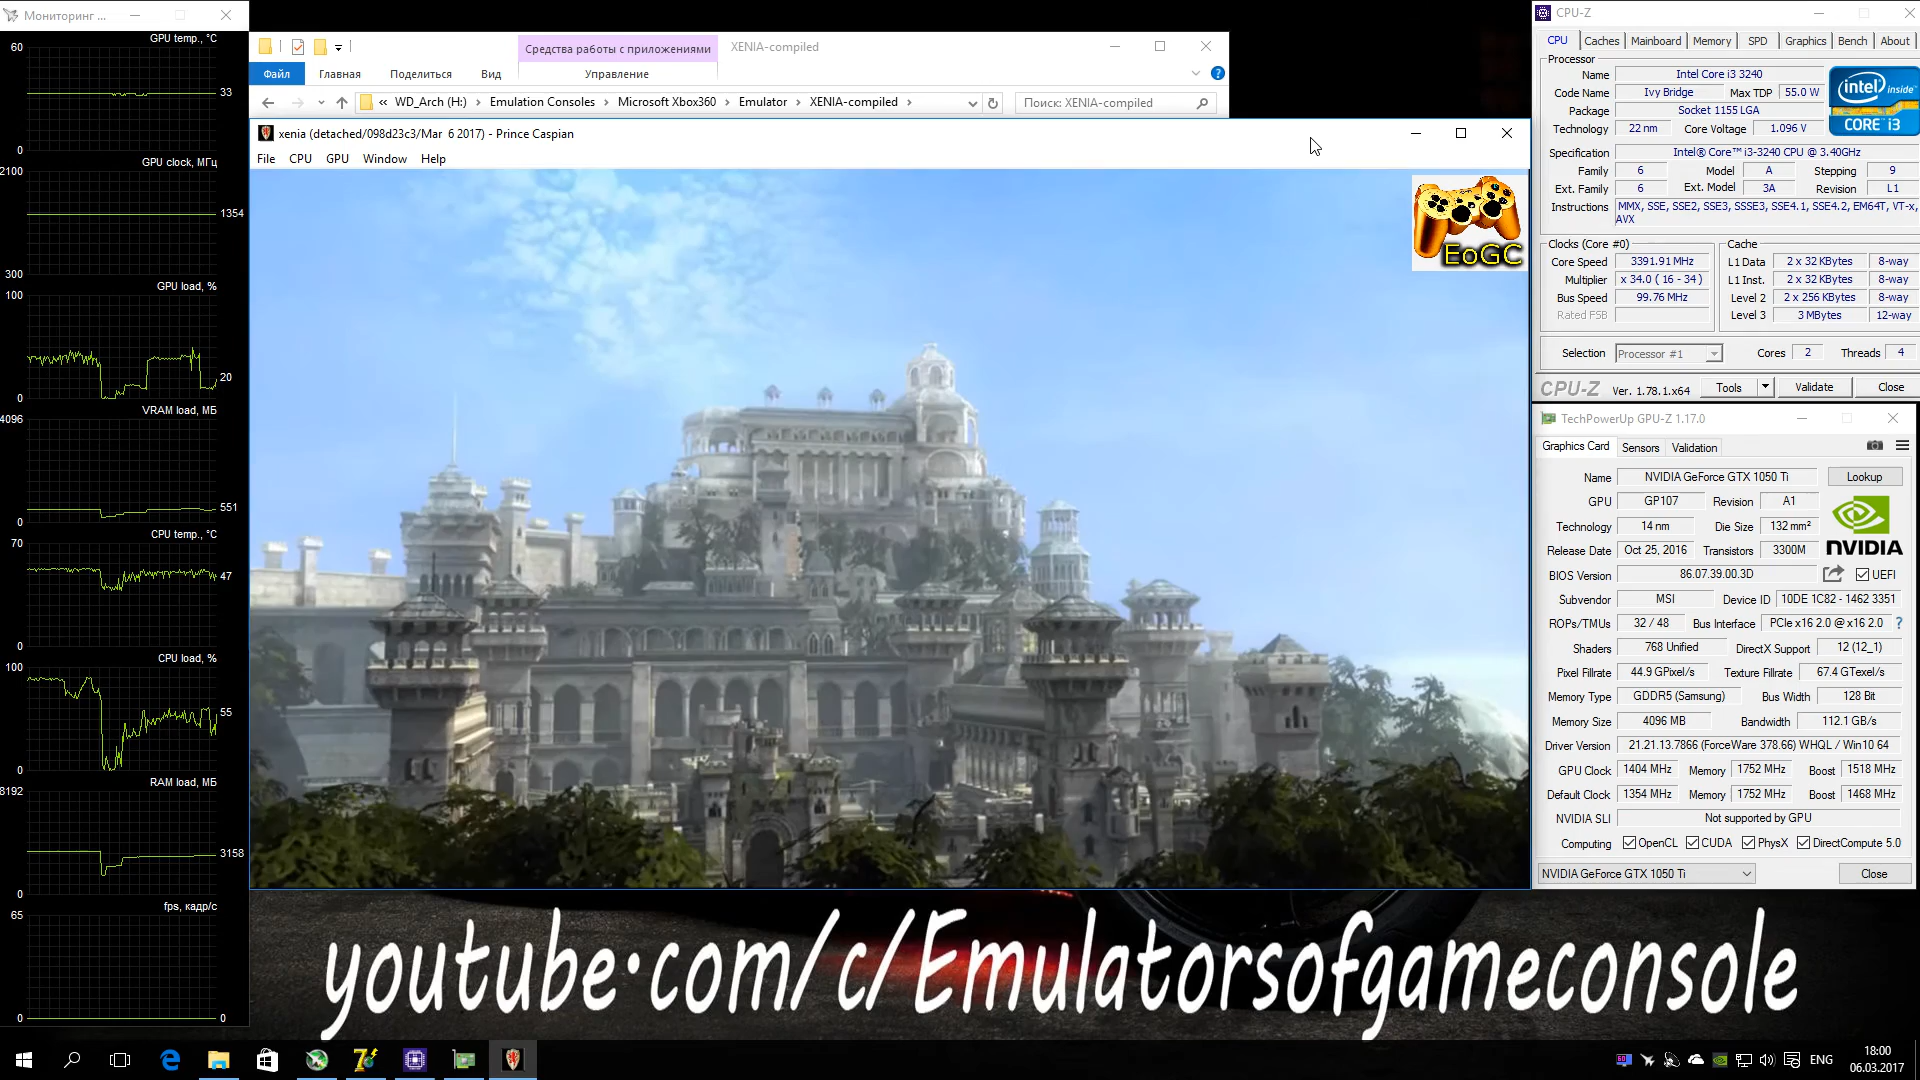 Мониторинг ...
GPU temp., °C
60
33
0
GPU clock, МГц
2100
1354
300
GPU load, %
100
20
0
VRAM load, МБ
4096
551
0
CPU temp., °C
70
47
0
CPU load, %
100
55
0
RAM load, МБ
8192
3158
0
fps, кадр/с
65
0
0
Средства работы с приложениями
XENIA-compiled
Файл
Главная
Поделиться
Вид
Управление
« WD_Arch (H:) › Emulation Consoles › Microsoft Xbox360 › Emulator › XENIA-compiled ›
Поиск: XENIA-compiled
xenia (detached/098d23c3/Mar 6 2017) - Prince Caspian
File CPU GPU Window Help
EoGC
CPU-Z
CPU Caches Mainboard Memory SPD Graphics Bench About
Processor
Name Intel Core i3 3240
Code Name Ivy Bridge Max TDP 55.0 W
Package Socket 1155 LGA
Technology 22 nm Core Voltage 1.096 V
intel inside™
CORE i3
Specification Intel® Core™ i3-3240 CPU @ 3.40GHz
Family 6 Model A Stepping 9
Ext. Family 6 Ext. Model 3A Revision L1
Instructions MMX, SSE, SSE2, SSE3, SSSE3, SSE4.1, SSE4.2, EM64T, VT-x,
AVX
Clocks (Core #0)
Core Speed 3391.91 MHz
Multiplier x 34.0 ( 16 - 34 )
Bus Speed 99.76 MHz
Rated FSB
Cache
L1 Data 2 x 32 KBytes 8-way
L1 Inst. 2 x 32 KBytes 8-way
Level 2 2 x 256 KBytes 8-way
Level 3 3 MBytes 12-way
Selection Processor #1 Cores 2 Threads 4
CPU-Z Ver. 1.78.1.x64 Tools Validate Close
TechPowerUp GPU-Z 1.17.0
Graphics Card Sensors Validation
Name NVIDIA GeForce GTX 1050 Ti Lookup
GPU GP107 Revision A1
Technology 14 nm Die Size 132 mm²
Release Date Oct 25, 2016 Transistors 3300M
NVIDIA
BIOS Version 86.07.39.00.3D UEFI
Subvendor MSI Device ID 10DE 1C82 - 1462 3351
ROPs/TMUs 32 / 48 Bus Interface PCIe x16 2.0 @ x16 2.0 ?
Shaders 768 Unified DirectX Support 12 (12_1)
Pixel Fillrate 44.9 GPixel/s Texture Fillrate 67.4 GTexel/s
Memory Type GDDR5 (Samsung) Bus Width 128 Bit
Memory Size 4096 MB Bandwidth 112.1 GB/s
Driver Version 21.21.13.7866 (ForceWare 378.66) WHQL / Win10 64
GPU Clock 1404 MHz Memory 1752 MHz Boost 1518 MHz
Default Clock 1354 MHz Memory 1752 MHz Boost 1468 MHz
NVIDIA SLI Not supported by GPU
Computing OpenCL CUDA PhysX DirectCompute 5.0
NVIDIA GeForce GTX 1050 Ti Close
youtube.com/c/Emulatorsofgameconsole
ENG
18:00
06.03.2017